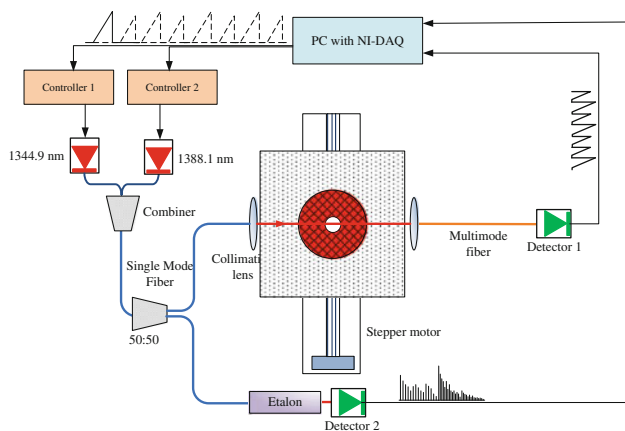 PC with NI-DAQ
Controller 1
Controller 2
1344.9 nm
1388.1 nm
Combiner
Single Mode
Fiber
Collimati
lens
Multimode
fiber
Detector 1
50:50
Stepper motor
Etalon
Detector 2